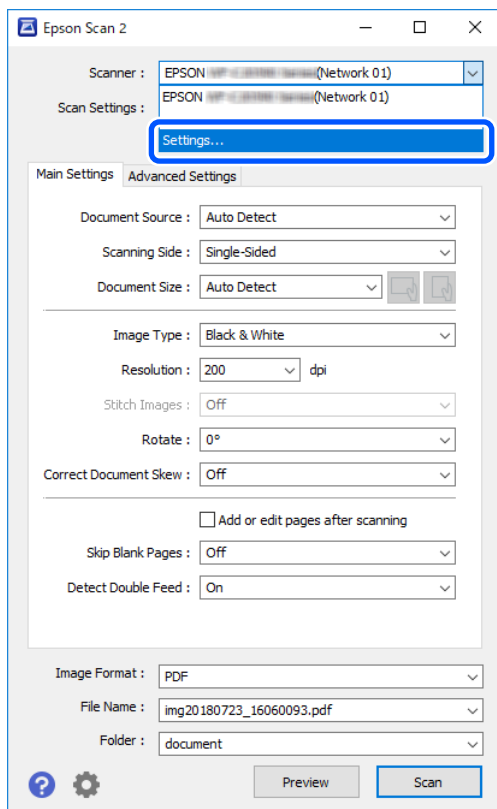 Epson Scan 2
Scanner : EPSON (Network 01)
EPSON (Network 01)
Scan Settings :
Settings...
Main Settings Advanced Settings
Document Source : Auto Detect
Scanning Side : Single-Sided
Document Size : Auto Detect
Image Type : Black & White
Resolution : 200 dpi
Stitch Images : Off
Rotate : 0°
Correct Document Skew : Off
Add or edit pages after scanning
Skip Blank Pages : Off
Detect Double Feed : On
Image Format : PDF
File Name : img20180723_16060093.pdf
Folder : document
? Preview Scan